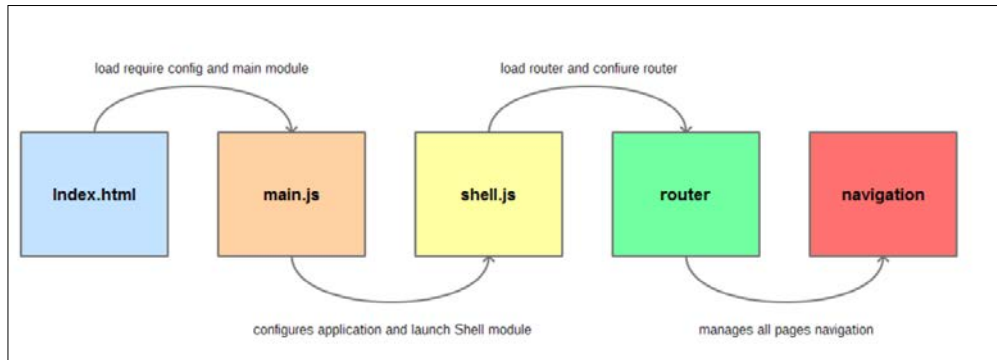 load require config and main module
load router and confiure router
Index.html
main.js
shell.js
router
navigation
configures application and launch Shell module
manages all pages navigation